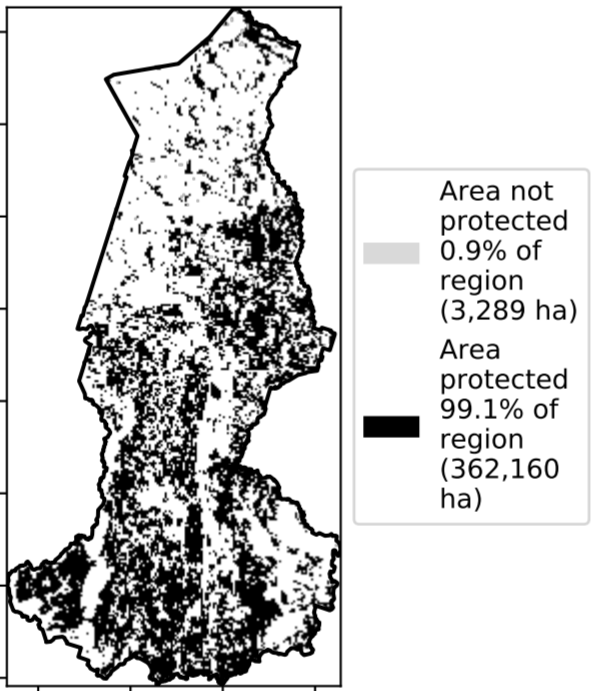 Area not
protected
0.9% of
region
(3,289 ha)
Area
protected
99.1% of
region
(362,160
ha)